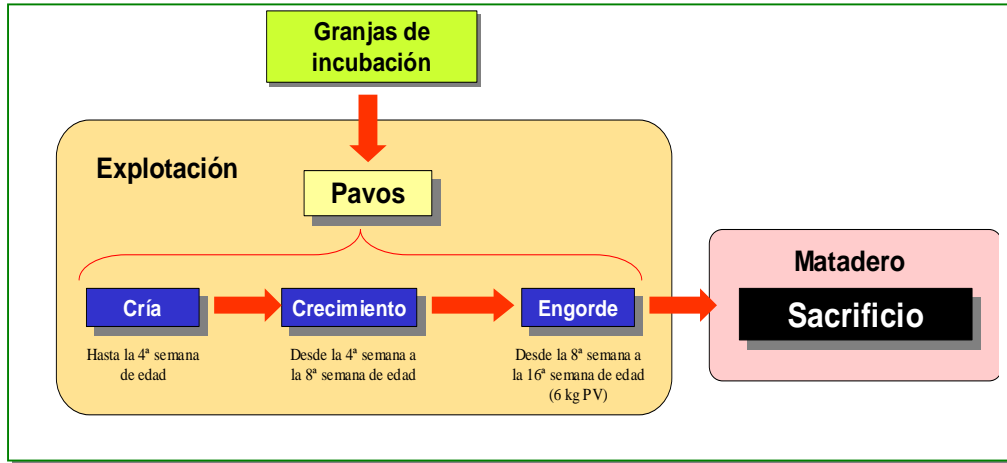 Granjas de
incubación
Explotación
Pavos
Cría
Crecimiento
Engorde
Hasta la 4ª semana
de edad
Desde la 4ª semana a
la 8ª semana de edad
Desde la 8ª semana a
la 16ª semana de edad
(6 kg PV)
Matadero
Sacrificio